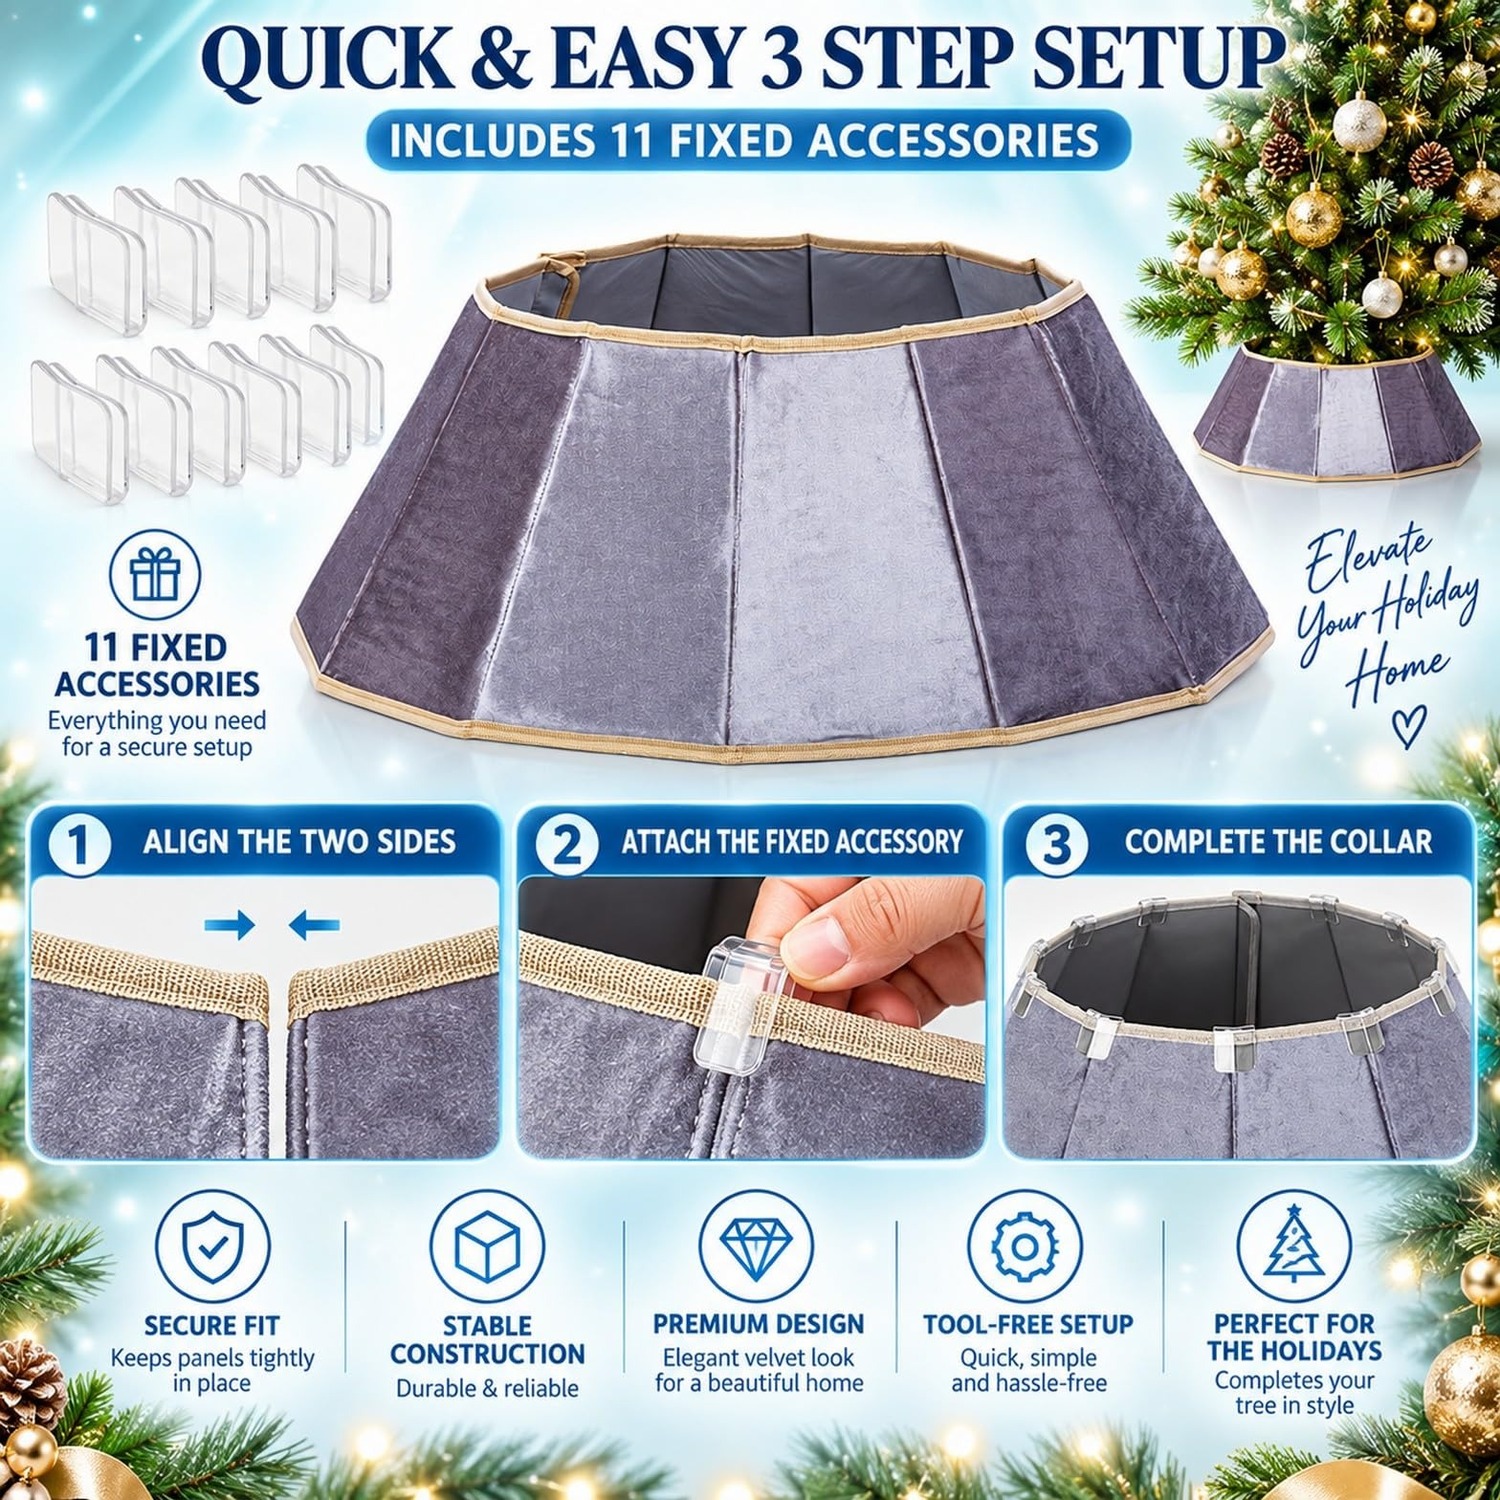 QUICK & EASY 3 STEP SETUP
INCLUDES 11 FIXED ACCESSORIES
11 FIXED
ACCESSORIES
Everything you need
for a secure setup
Elevate
Your Holiday
Home
1 ALIGN THE TWO SIDES
2 ATTACH THE FIXED ACCESSORY
3 COMPLETE THE COLLAR
SECURE FIT
Keeps panels tightly
in place
STABLE
CONSTRUCTION
Durable & reliable
PREMIUM DESIGN
Elegant velvet look
for a beautiful home
TOOL-FREE SETUP
Quick, simple
and hassle-free
PERFECT FOR
THE HOLIDAYS
Completes your
tree in style